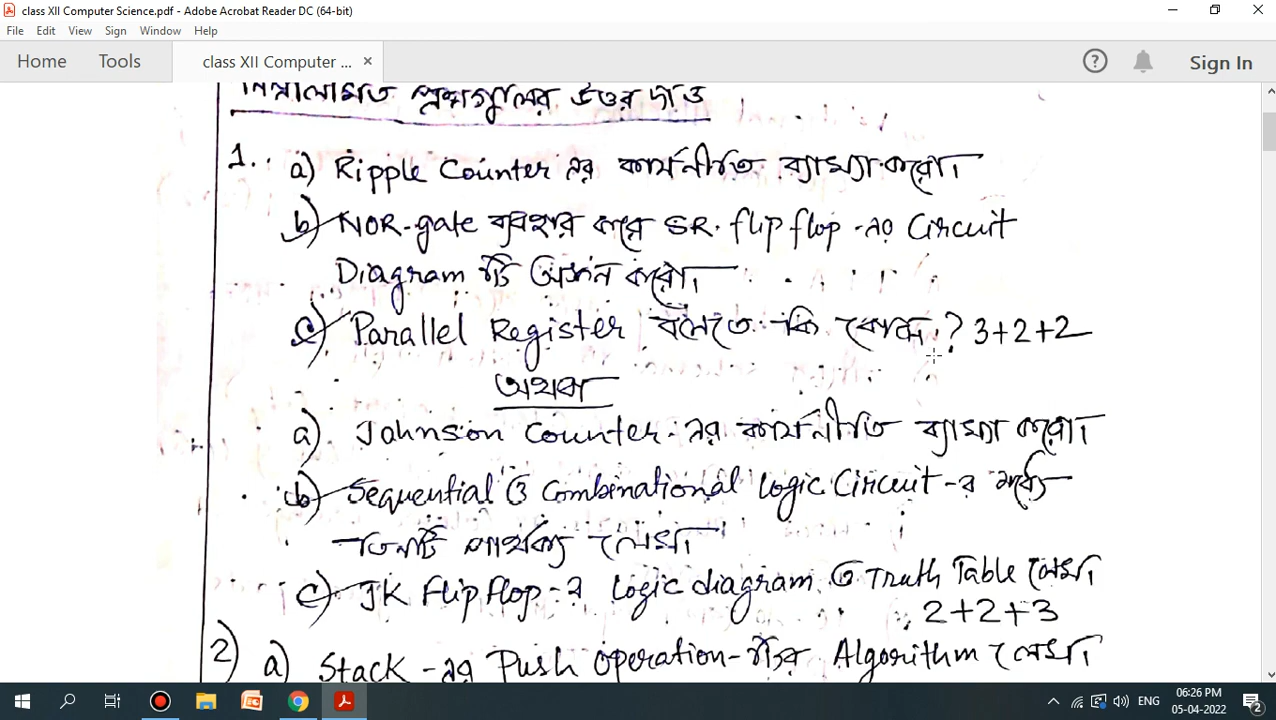 class XII Computer Science.pdf - Adobe Acrobat Reader DC (64-bit)
File Edit View Sign Window Help
Home Tools class XII Computer ... × Sign In
নিম্নলিখিত প্রশ্নগুলির উত্তর দাও
1. a) Ripple Counter এর কার্যনীতি ব্যাখ্যা করো।
b) NOR-gate ব্যবহার করে SR. flip flop -এর Circuit
Diagram টি অঙ্কন করো।
c) Parallel Register বলতে কি বোঝ ? 3+2+2
অথবা
a) Johnson Counter-এর কার্যনীতি ব্যাখ্যা করো।
b) Sequential ও Combinational Logic Circuit-র মধ্যে
তিনটি পার্থক্য লেখো।
c) JK flip flop-র logic diagram ও Truth Table লেখো
2+2+3
2) a) Stack -এর Push operation-টির Algorithm লেখো।
06:26 PM
ENG
05-04-2022
2